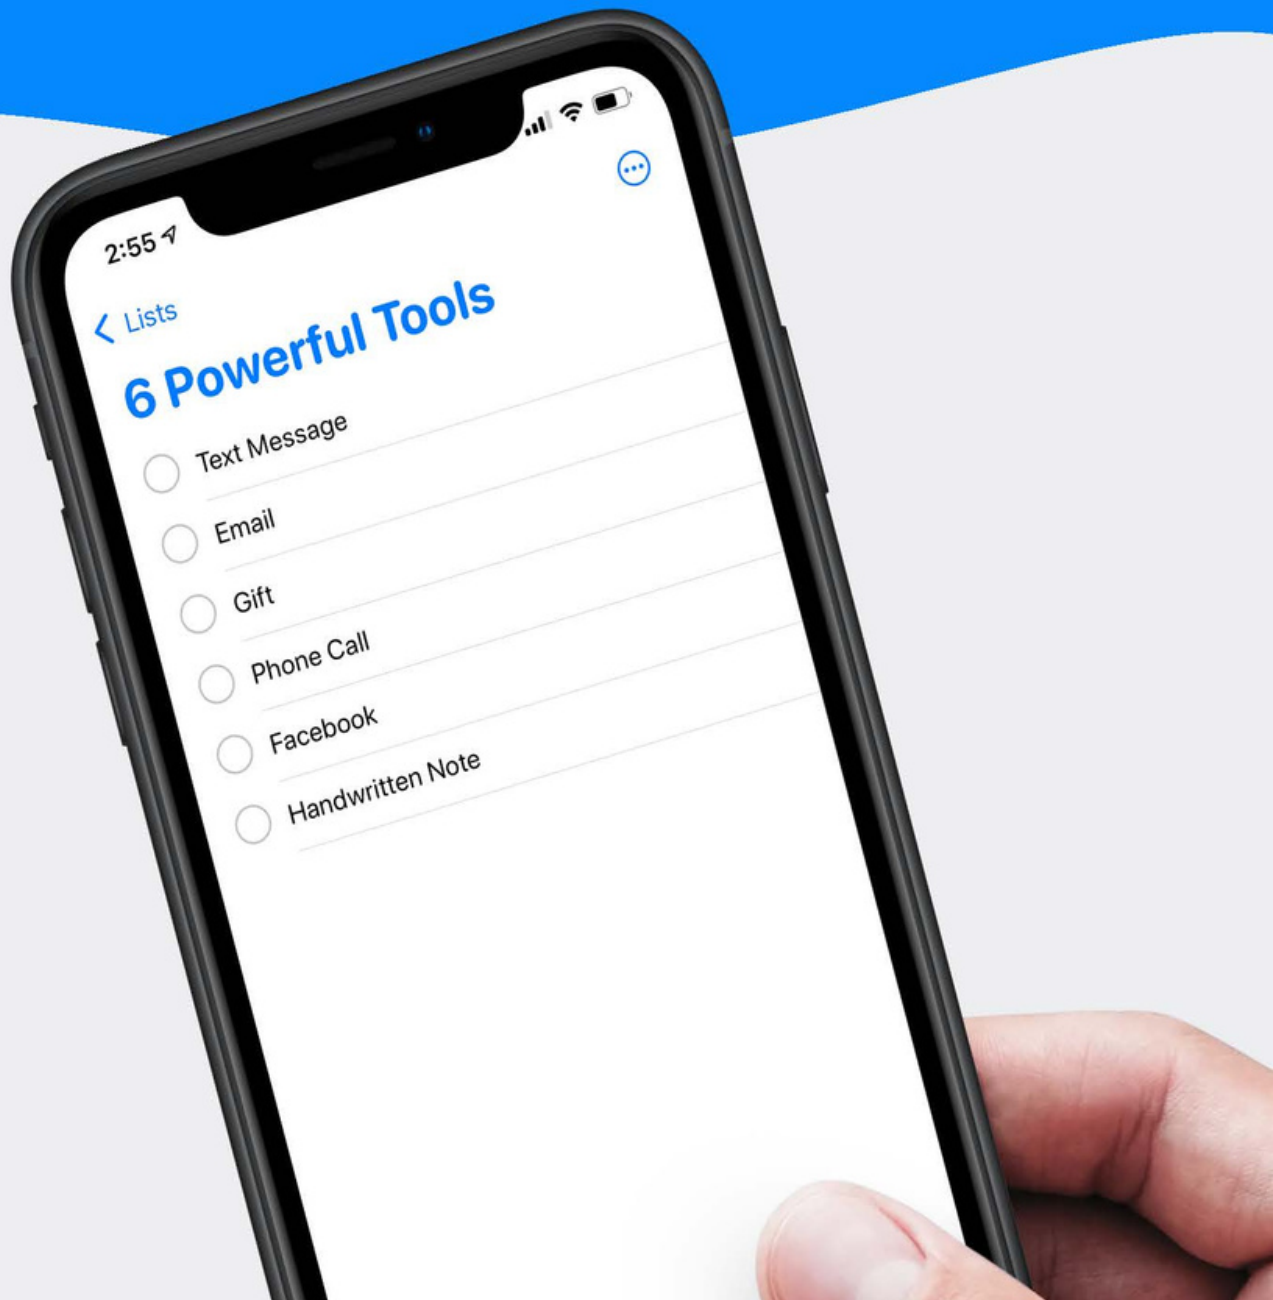 2:55
Lists
6 Powerful Tools
Text Message
Email
Gift
Phone Call
Facebook
Handwritten Note